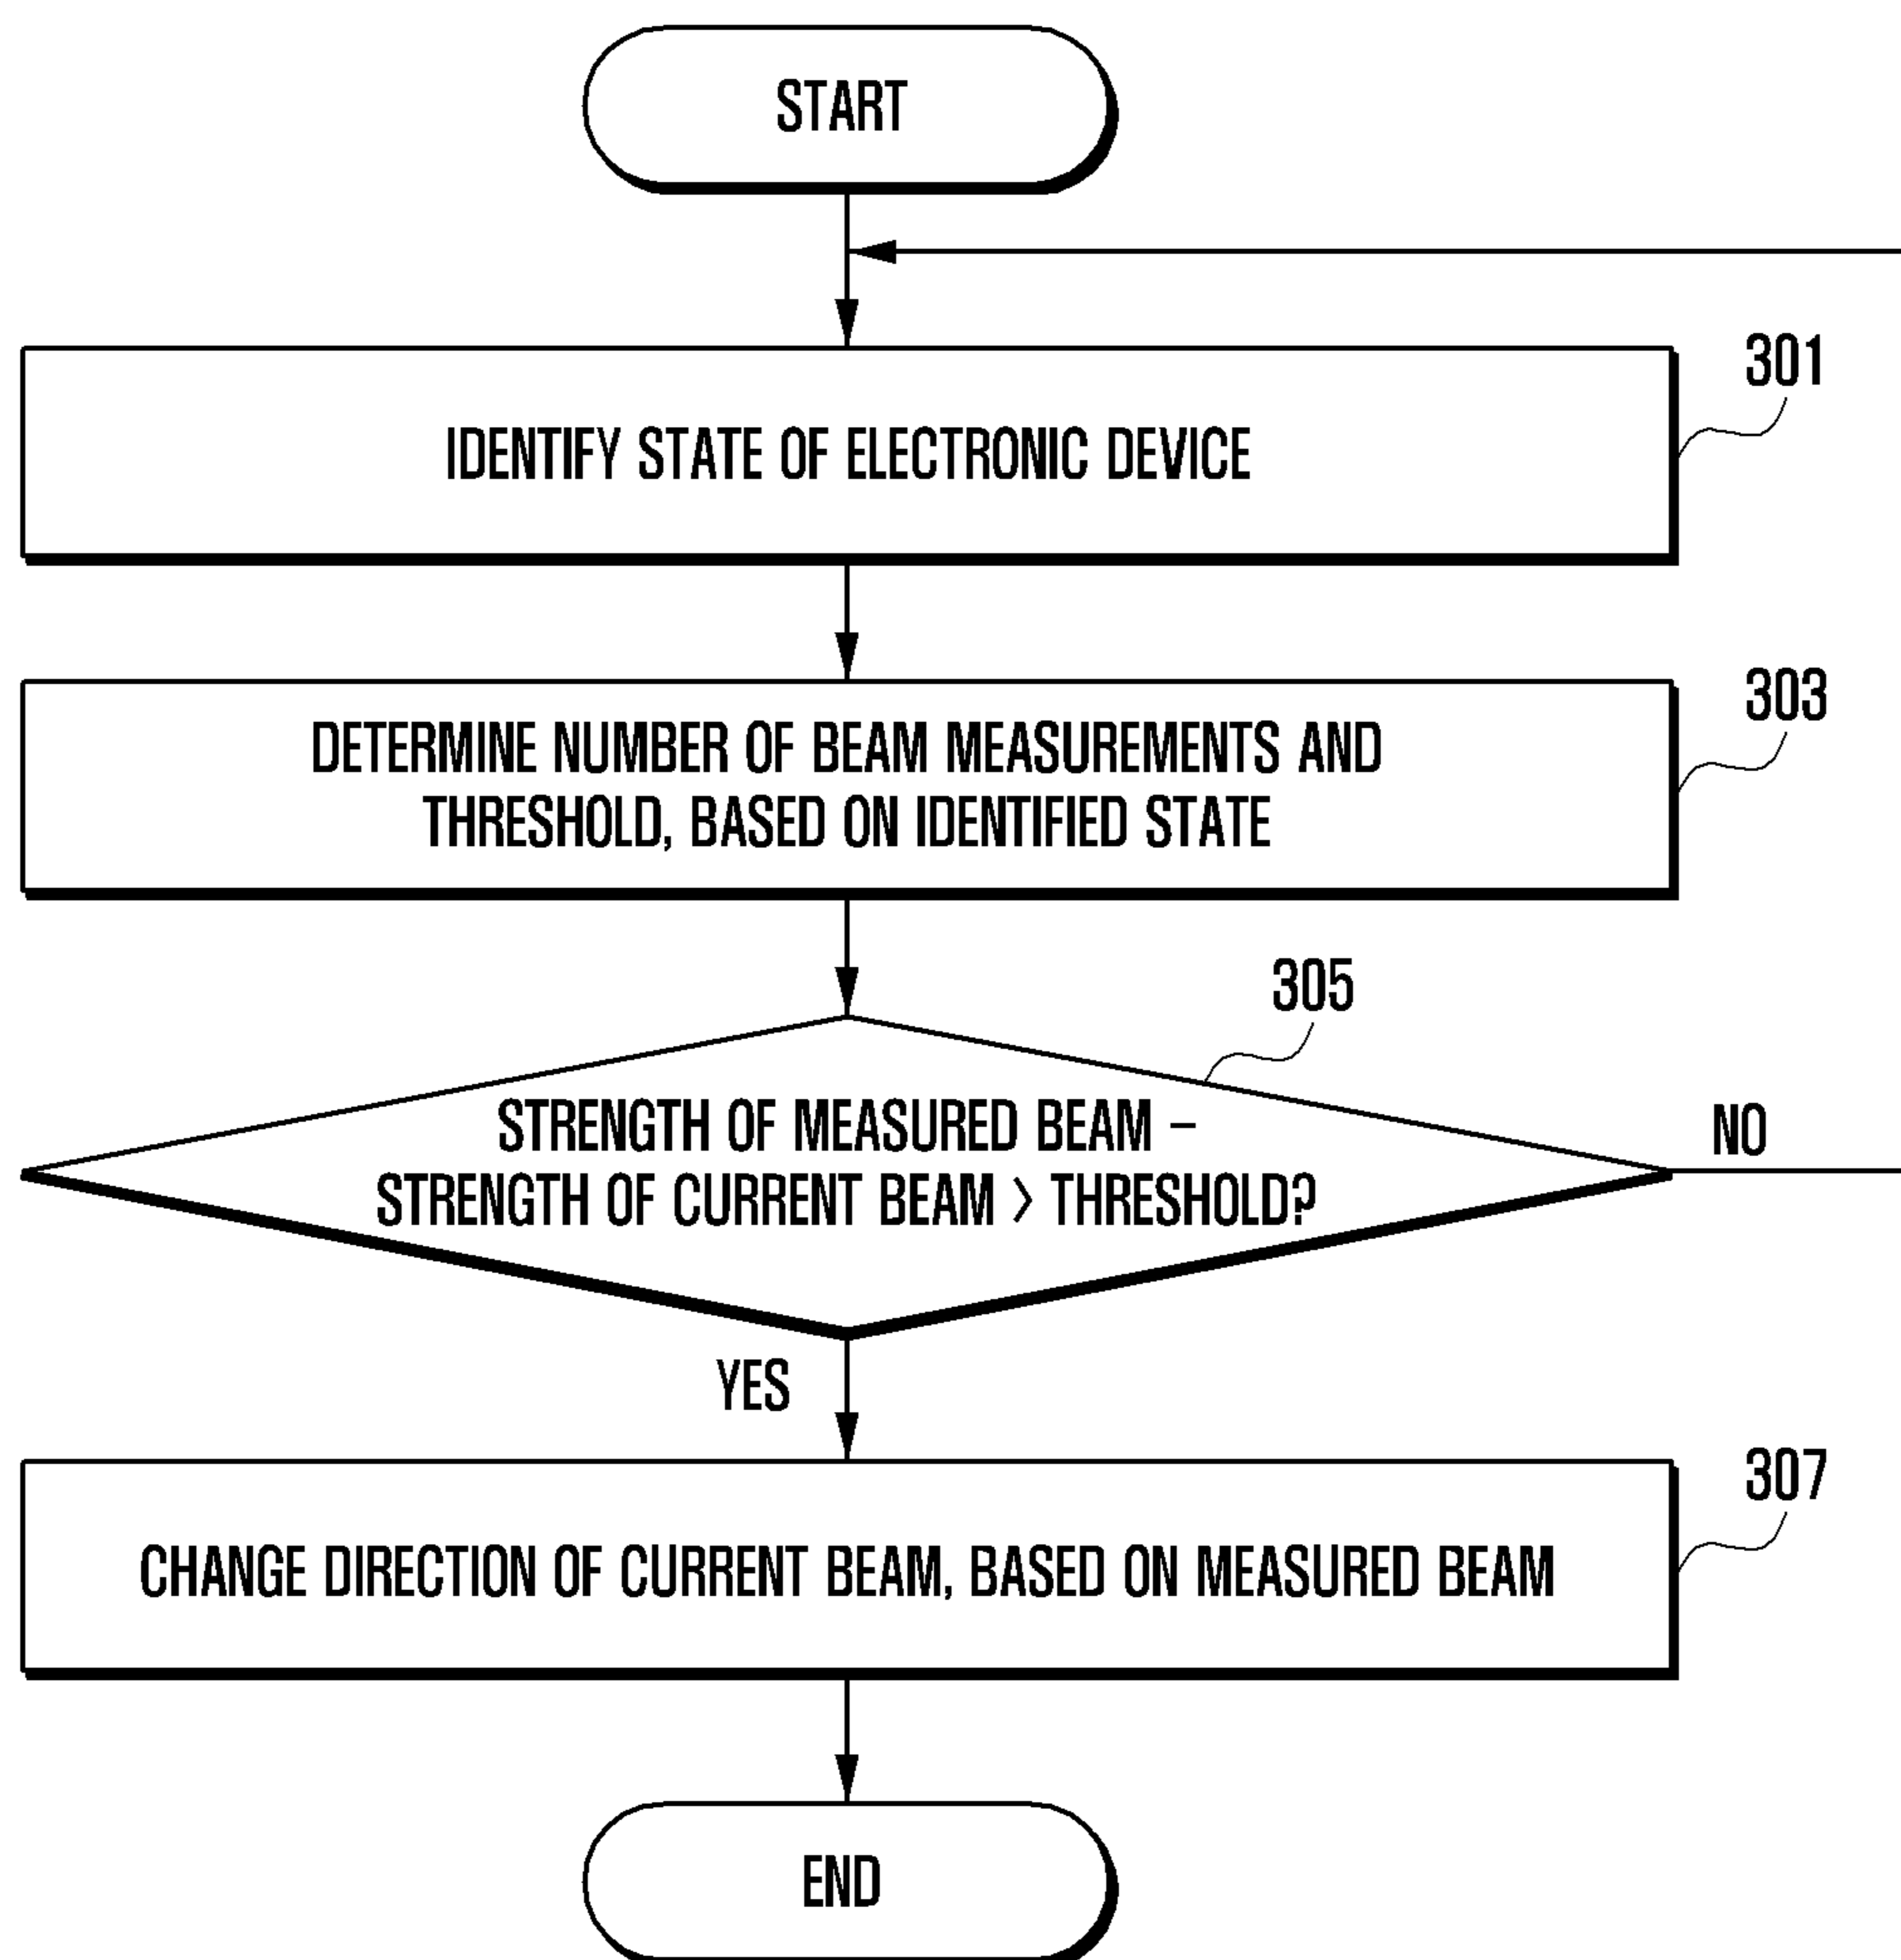 START
301
IDENTIFY STATE OF ELECTRONIC DEVICE
303
DETERMINE NUMBER OF BEAM MEASUREMENTS AND
THRESHOLD, BASED ON IDENTIFIED STATE
305
STRENGTH OF MEASURED BEAM –
STRENGTH OF CURRENT BEAM > THRESHOLD?
NO
YES
307
CHANGE DIRECTION OF CURRENT BEAM, BASED ON MEASURED BEAM
END